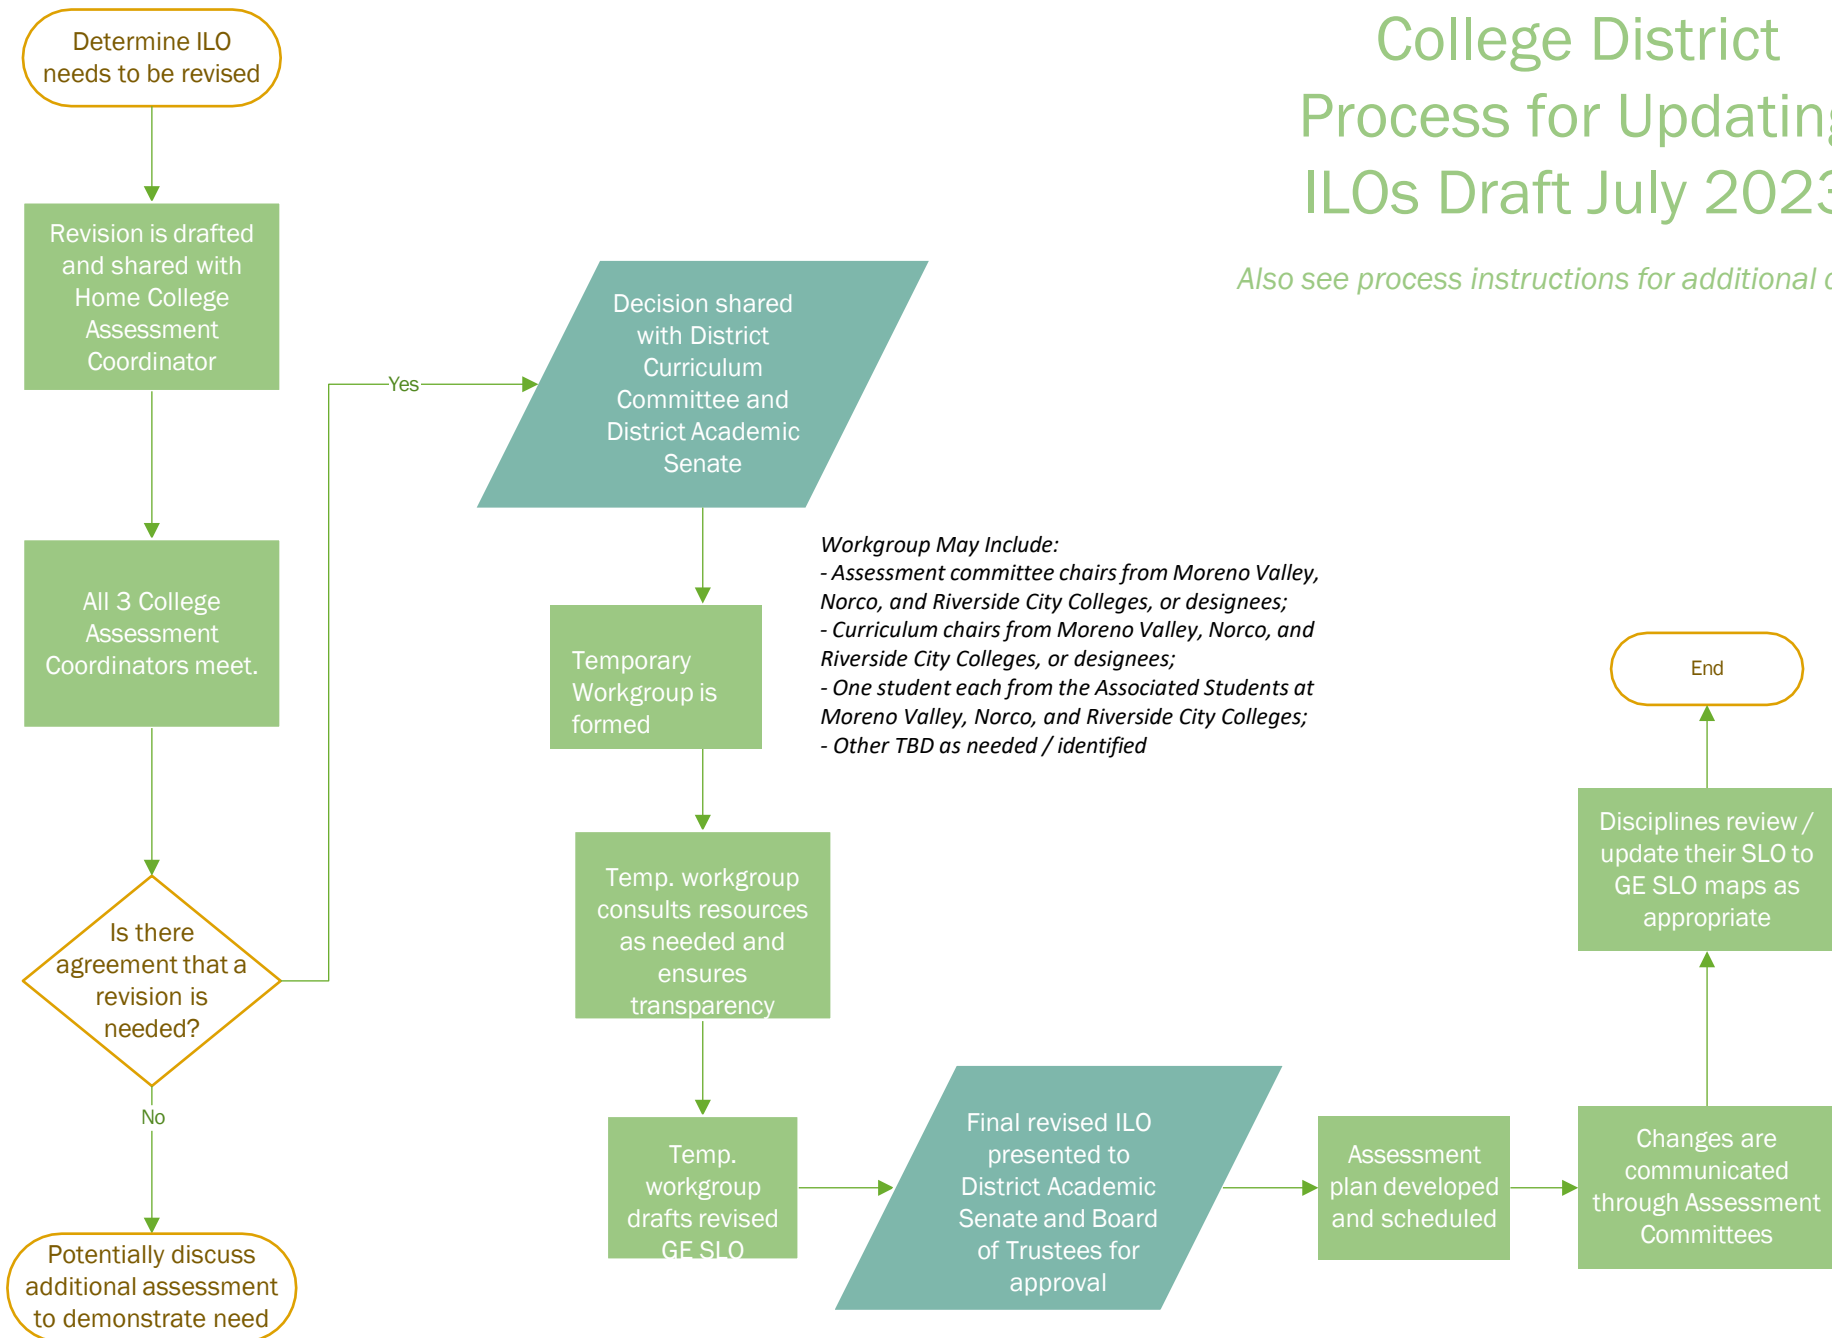 College District
Process for Updating
ILOs Draft July 2023
Also see process instructions for additional
Determine ILO
needs to be revised
Revision is drafted
and shared with
Home College
Assessment
Coordinator
All 3 College
Assessment
Coordinators meet.
Is there
agreement that a
revision is
needed?
Yes
No
Potentially discuss
additional assessment
to demonstrate need
Decision shared
with District
Curriculum
Committee and
District Academic
Senate
Temporary
Workgroup is
formed
Workgroup May Include:
- Assessment committee chairs from Moreno Valley,
Norco, and Riverside City Colleges, or designees;
- Curriculum chairs from Moreno Valley, Norco, and
Riverside City Colleges, or designees;
- One student each from the Associated Students at
Moreno Valley, Norco, and Riverside City Colleges;
- Other TBD as needed / identified
Temp. workgroup
consults resources
as needed and
ensures
transparency
Temp.
workgroup
drafts revised
GE SLO
Final revised ILO
presented to
District Academic
Senate and Board
of Trustees for
approval
Assessment
plan developed
and scheduled
Changes are
communicated
through Assessment
Committees
Disciplines review /
update their SLO to
GE SLO maps as
appropriate
End